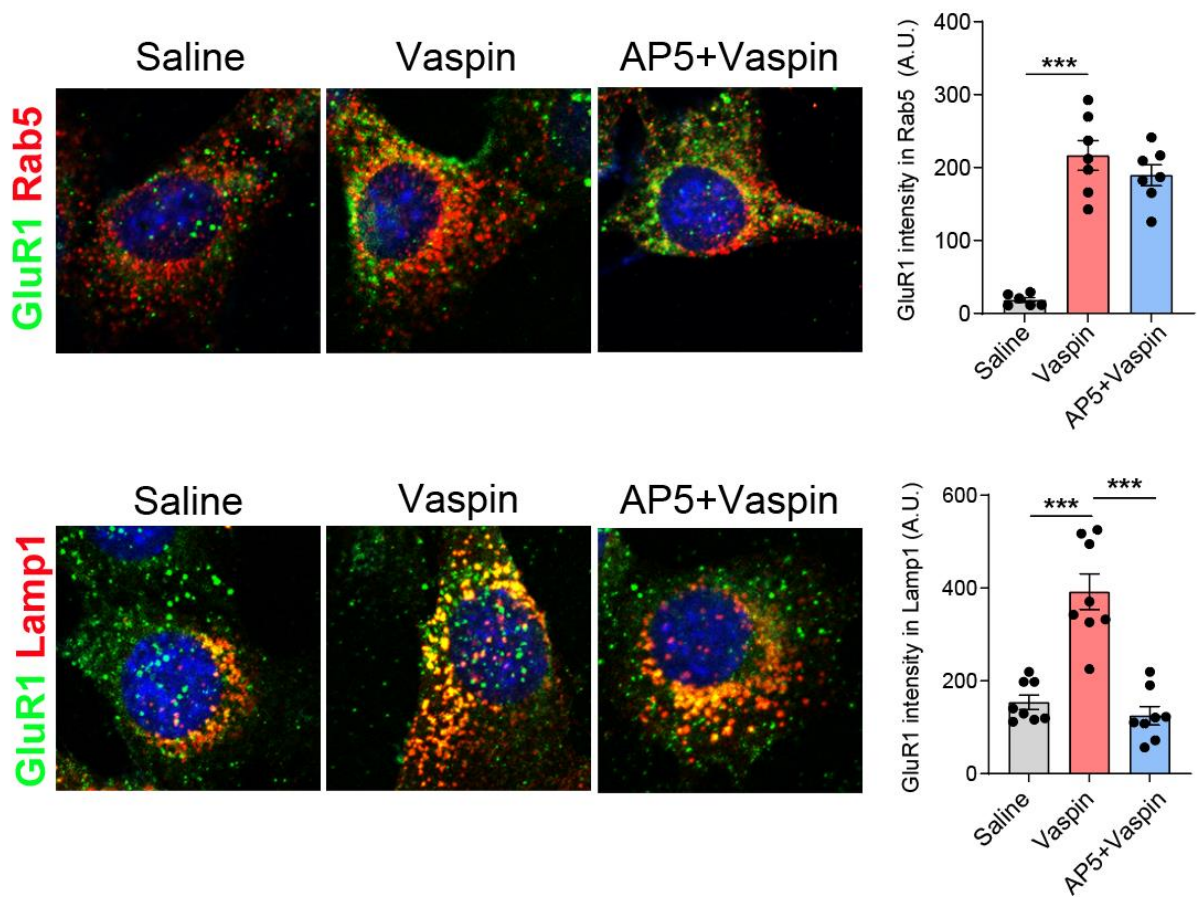 Saline
Vaspin
AP5+Vaspin
GluR1 Rab5
GluR1 intensity in Rab5 (A.U.)
400
300
200
100
0
***
Saline
Vaspin
AP5+Vaspin
Saline
Vaspin
AP5+Vaspin
GluR1 Lamp1
GluR1 intensity in Lamp1 (A.U.)
600
400
200
0
***
***
Saline
Vaspin
AP5+Vaspin